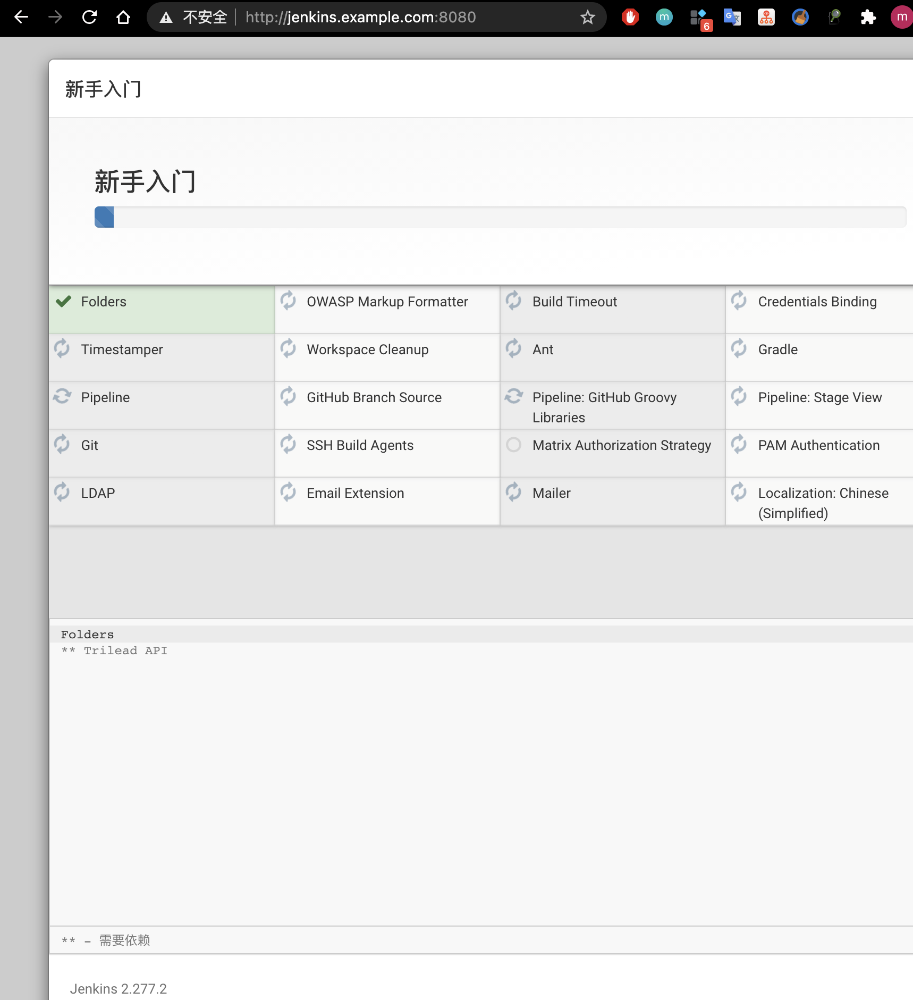 不安全 http://jenkins.example.com:8080
m
6
G 文
m
新手入门
新手入门
Folders
OWASP Markup Formatter
Build Timeout
Credentials Binding
Timestamper
Workspace Cleanup
Ant
Gradle
Pipeline
GitHub Branch Source
Pipeline: GitHub Groovy
Libraries
Pipeline: Stage View
Git
SSH Build Agents
Matrix Authorization Strategy
PAM Authentication
LDAP
Email Extension
Mailer
Localization: Chinese
(Simplified)
Folders
** Trilead API
** - 需要依赖
Jenkins 2.277.2